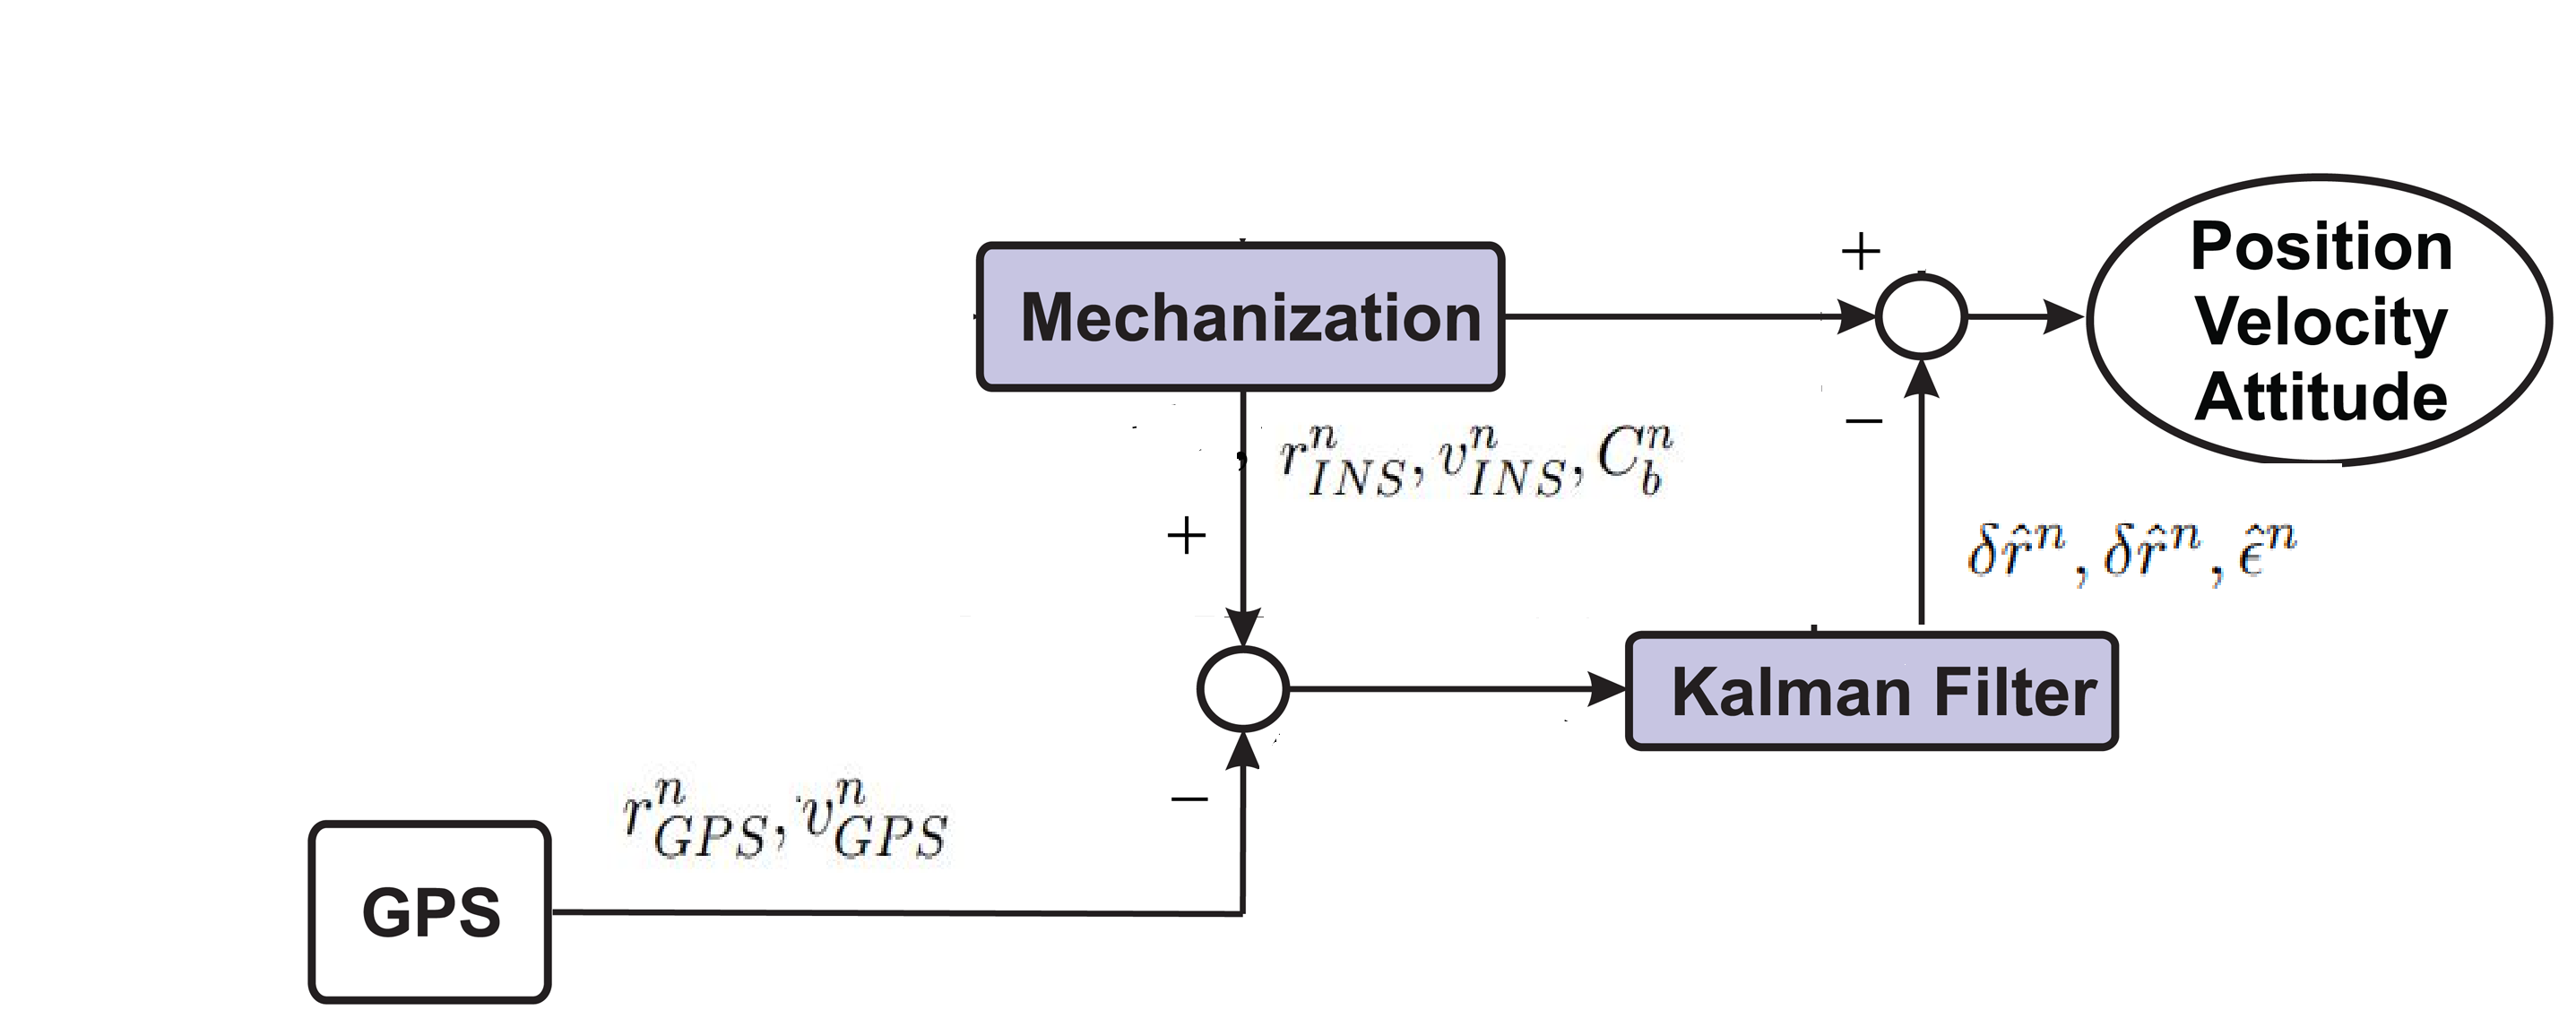 +
Position
Velocity
Attitude
Mechanization
−
$r^n_{INS}, v^n_{INS}, C^n_b$
+
$\delta\hat{r}^n, \delta\hat{r}^n, \hat{\epsilon}^n$
Kalman Filter
$r^n_{GPS}, v^n_{GPS}$
−
GPS